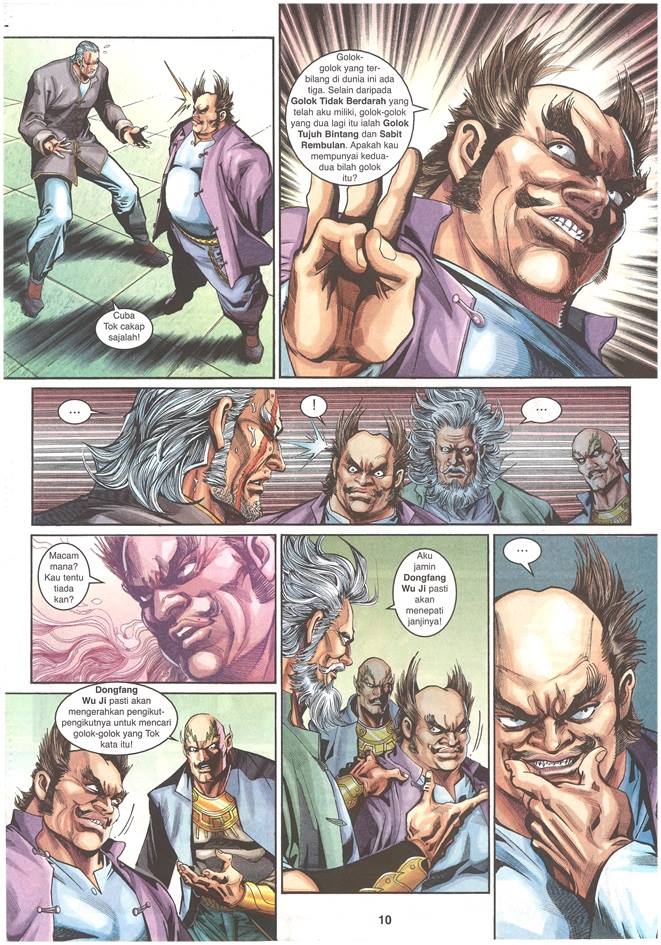 Cuba
Tok cakap
sajalah!
Golok-
golok yang ter-
bilang di dunia ini ada
tiga. Selain daripada
Golok Tidak Berdarah yang
telah aku miliki, golok-golok
yang dua lagi itu ialah Golok
Tujuh Bintang dan Sabit
Rembulan. Apakah kau
mempunyai kedua-
dua bilah golok
itu?
...
!
...
Macam
mana?
Kau tentu
tiada
kan?
Dongfang
Wu Ji pasti akan
mengerahkan pengikut-
pengikutnya untuk mencari
golok-golok yang Tok
kata itu!
Aku
jamin
Dongfang
Wu Ji pasti
akan
menepati
janjinya!
...
10